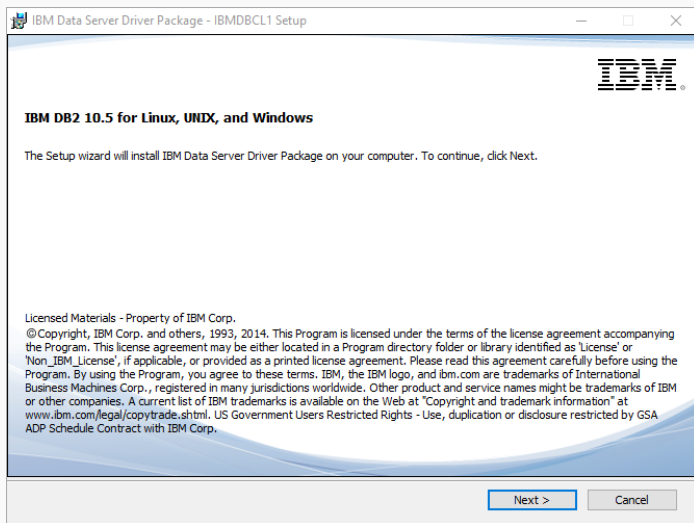 IBM Data Server Driver Package - IBMDBCL1 Setup
IBM®
IBM DB2 10.5 for Linux, UNIX, and Windows
The Setup wizard will install IBM Data Server Driver Package on your computer. To continue, click Next.
Licensed Materials - Property of IBM Corp.
©Copyright, IBM Corp. and others, 1993, 2014. This Program is licensed under the terms of the license agreement accompanying
the Program. This license agreement may be either located in a Program directory folder or library identified as 'License' or
'Non_IBM_License', if applicable, or provided as a printed license agreement. Please read this agreement carefully before using the
Program. By using the Program, you agree to these terms. IBM, the IBM logo, and ibm.com are trademarks of International
Business Machines Corp., registered in many jurisdictions worldwide. Other product and service names might be trademarks of IBM
or other companies. A current list of IBM trademarks is available on the Web at "Copyright and trademark information" at
www.ibm.com/legal/copytrade.shtml. US Government Users Restricted Rights - Use, duplication or disclosure restricted by GSA
ADP Schedule Contract with IBM Corp.
Next >
Cancel